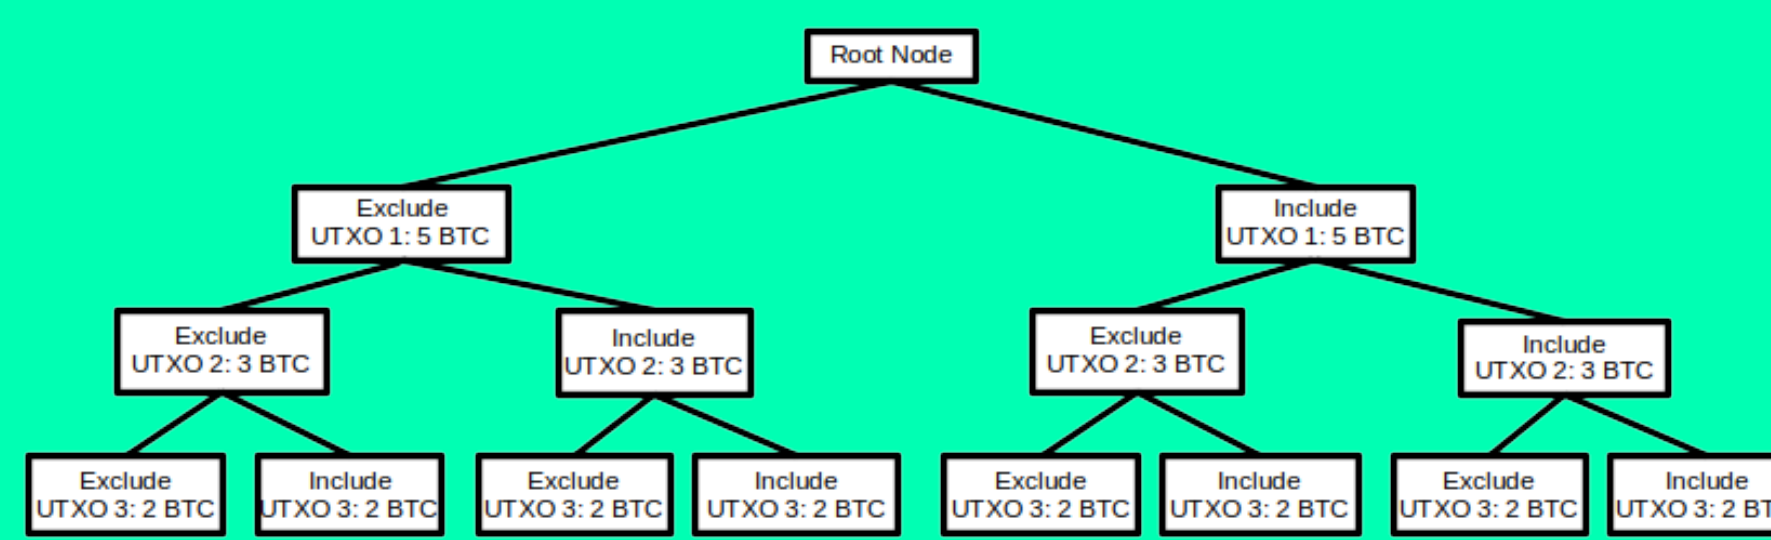 Root Node
Exclude
UTXO 1: 5 BTC
Include
UTXO 1: 5 BTC
Exclude
UTXO 2: 3 BTC
Include
UTXO 2: 3 BTC
Exclude
UTXO 2: 3 BTC
Include
UTXO 2: 3 BTC
Exclude
UTXO 3: 2 BTC
Include
UTXO 3: 2 BTC
Exclude
UTXO 3: 2 BTC
Include
UTXO 3: 2 BTC
Exclude
UTXO 3: 2 BTC
Include
UTXO 3: 2 BTC
Exclude
UTXO 3: 2 BTC
Include
UTXO 3: 2 BT